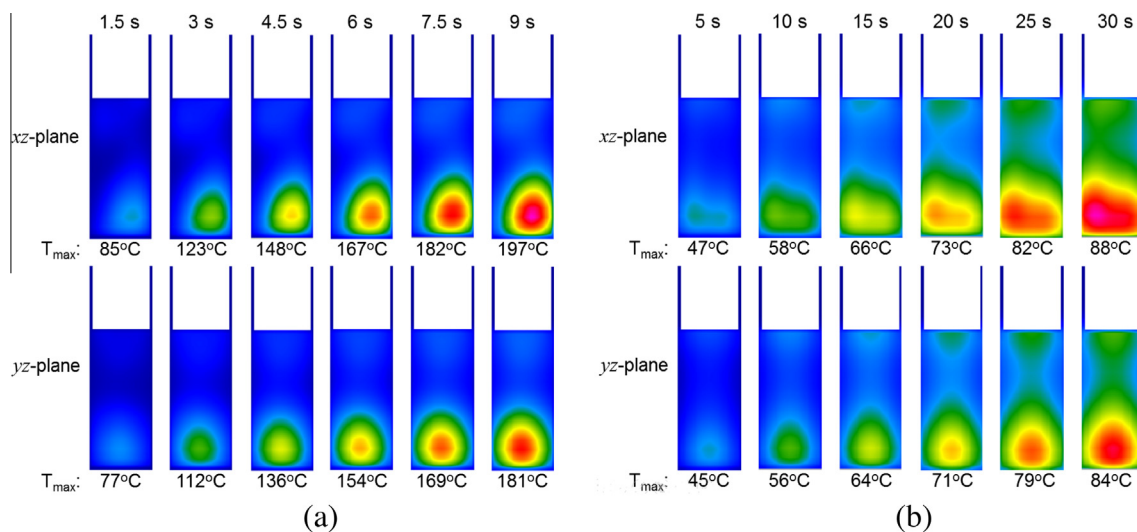 1.5 s 3 s 4.5 s 6 s 7.5 s 9 s
xz-plane
Tmax: 85°C 123°C 148°C 167°C 182°C 197°C
yz-plane
Tmax: 77°C 112°C 136°C 154°C 169°C 181°C
(a)
5 s 10 s 15 s 20 s 25 s 30 s
xz-plane
Tmax: 47°C 58°C 66°C 73°C 82°C 88°C
yz-plane
Tmax: 45°C 56°C 64°C 71°C 79°C 84°C
(b)